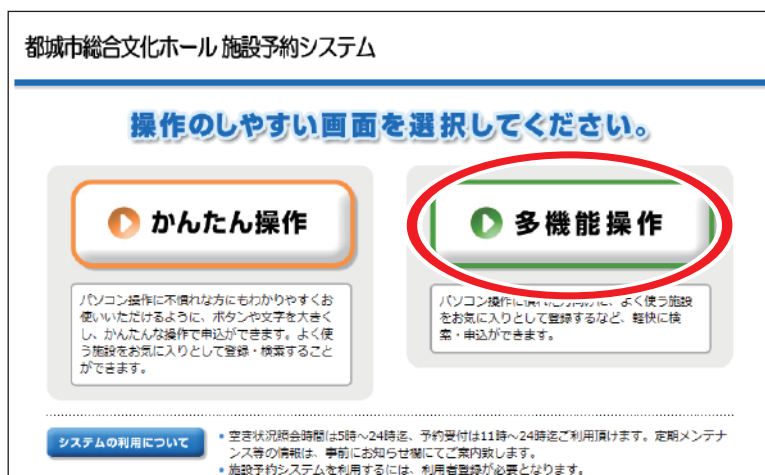 都城市総合文化ホール 施設予約システム
操作のしやすい画面を選択してください。
かんたん操作
多機能操作
パソコン操作に不慣れな方にもわかりやすくお
使いいただけるように、ボタンや文字を大きく
し、かんたんな操作で申込ができます。よく使
う施設をお気に入りとして登録・検索すること
ができます。
パソコン操作に慣れた方向けに、よく使う施設
をお気に入りとして登録するなど、軽快に検
索・申込ができます。
システムの利用について
・空き状況照会時間は5時～24時迄、予約受付は11時～24時迄ご利用頂けます。定期メンテナ
ンス等の情報は、事前にお知らせ欄にてご案内致します。
・施設予約システムを利用するには、利用者登録が必要となります。